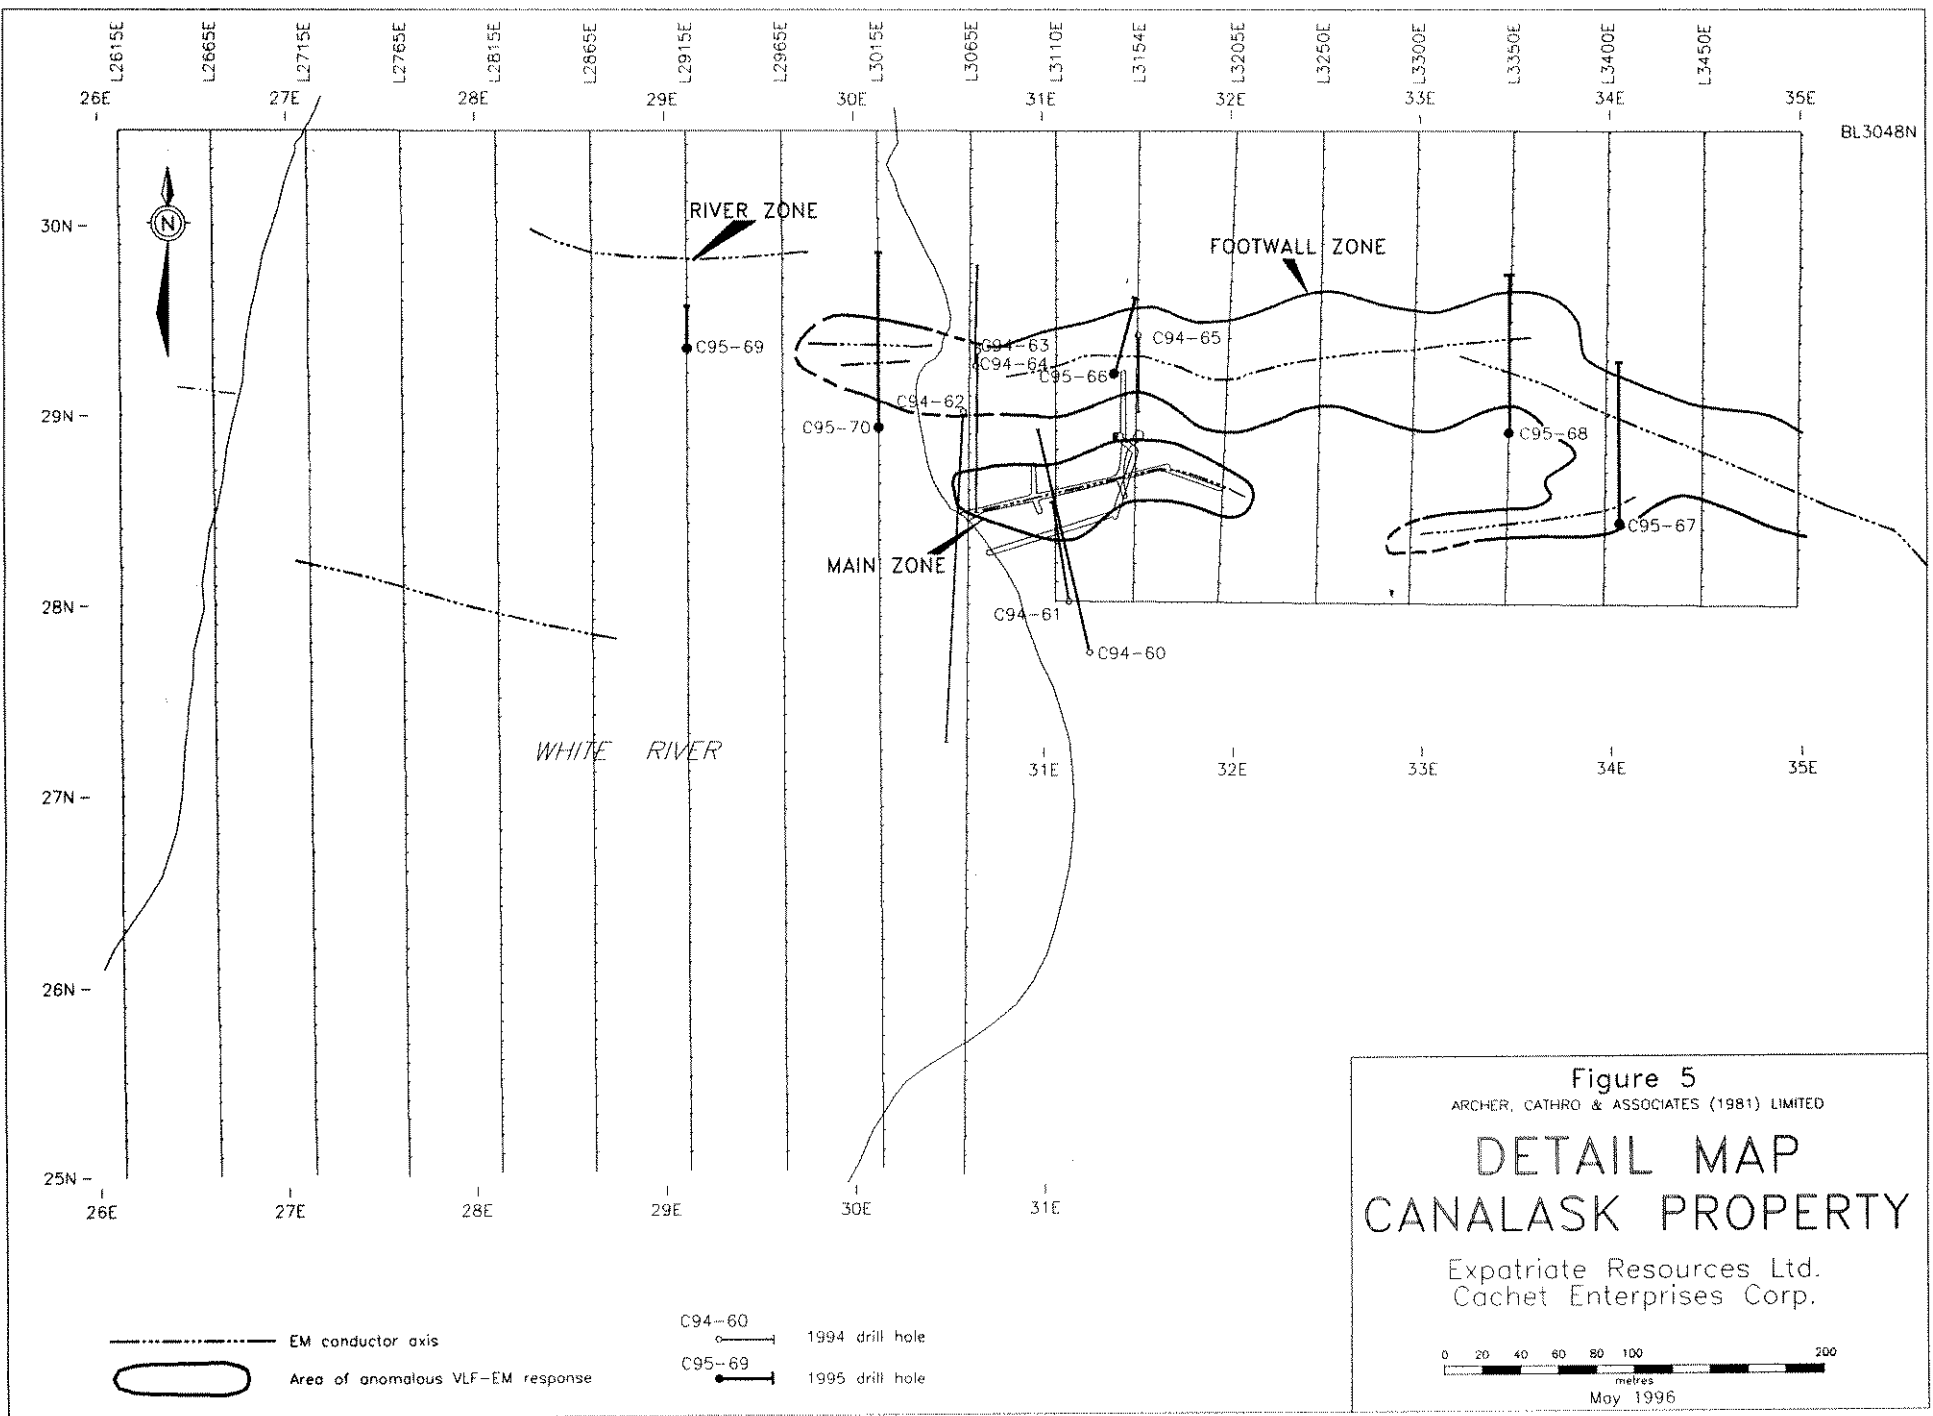 L2615E L2665E L2715E L2765E L2815E L2865E L2915E L2965E L3015E L3065E L3110E L3154E L3205E L3250E L3300E L3350E L3400E L3450E
26E 27E 28E 29E 30E 31E 32E 33E 34E 35E
BL3048N
N
30N
RIVER ZONE
FOOTWALL ZONE
C95-69
C94-63
C94-64
C94-65
C95-66
29N
C94-62
C95-70
C95-68
C95-67
MAIN ZONE
28N
C94-61
C94-60
WHITE RIVER
31E 32E 33E 34E 35E
27N
26N
25N
26E 27E 28E 29E 30E 31E
Figure 5
ARCHER, CATHRO & ASSOCIATES (1981) LIMITED
DETAIL MAP
CANALASK PROPERTY
Expatriate Resources Ltd.
Cachet Enterprises Corp.
0 20 40 60 80 100 200
metres
May 1996
EM conductor axis
Area of anomalous VLF-EM response
C94-60
1994 drill hole
C95-69
1995 drill hole